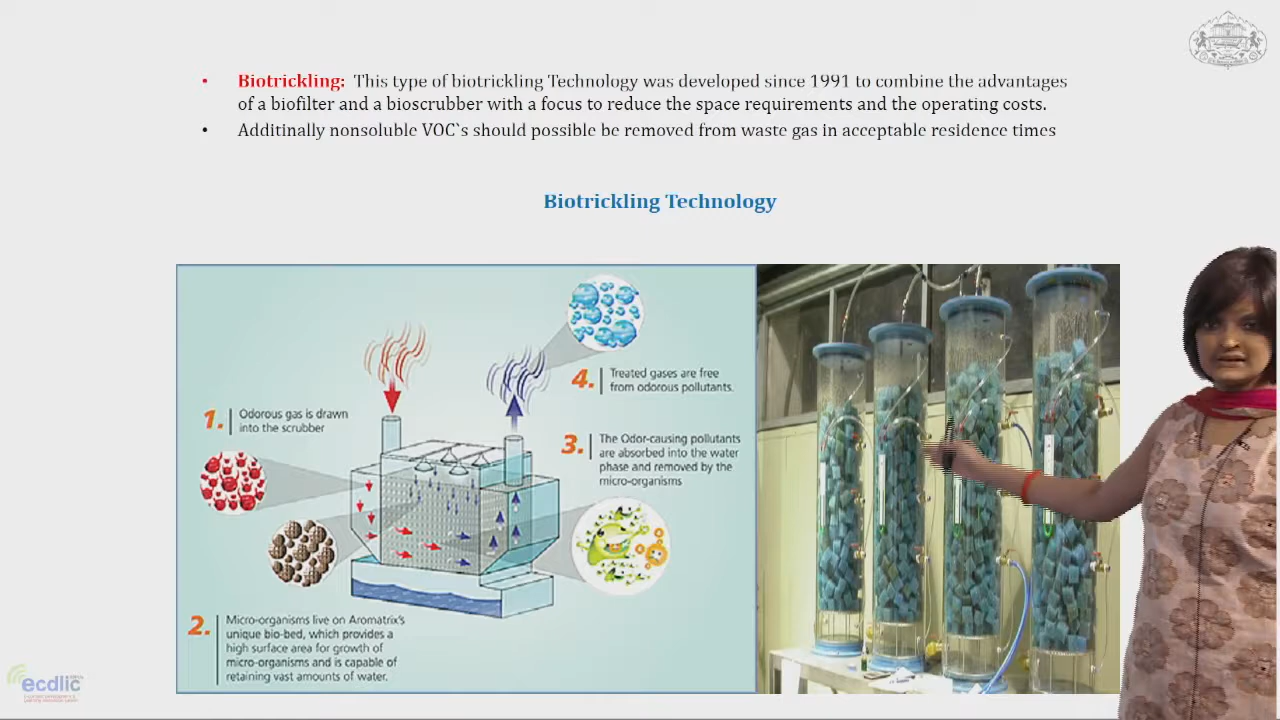 • Biotrickling: This type of biotrickling Technology was developed since 1991 to combine the advantages
of a biofilter and a bioscrubber with a focus to reduce the space requirements and the operating costs.
• Additinally nonsoluble VOC`s should possible be removed from waste gas in acceptable residence times
Biotrickling Technology
1. Odorous gas is drawn
into the scrubber
4. Treated gases are free
from odorous pollutants.
3. The Odor-causing pollutants
are absorbed into the water
phase and removed by the
micro-organisms
2. Micro-organisms live on Aromatrix's
unique bio-bed, which provides a
high surface area for growth of
micro-organisms and is capable of
retaining vast amounts of water.
ecdlic